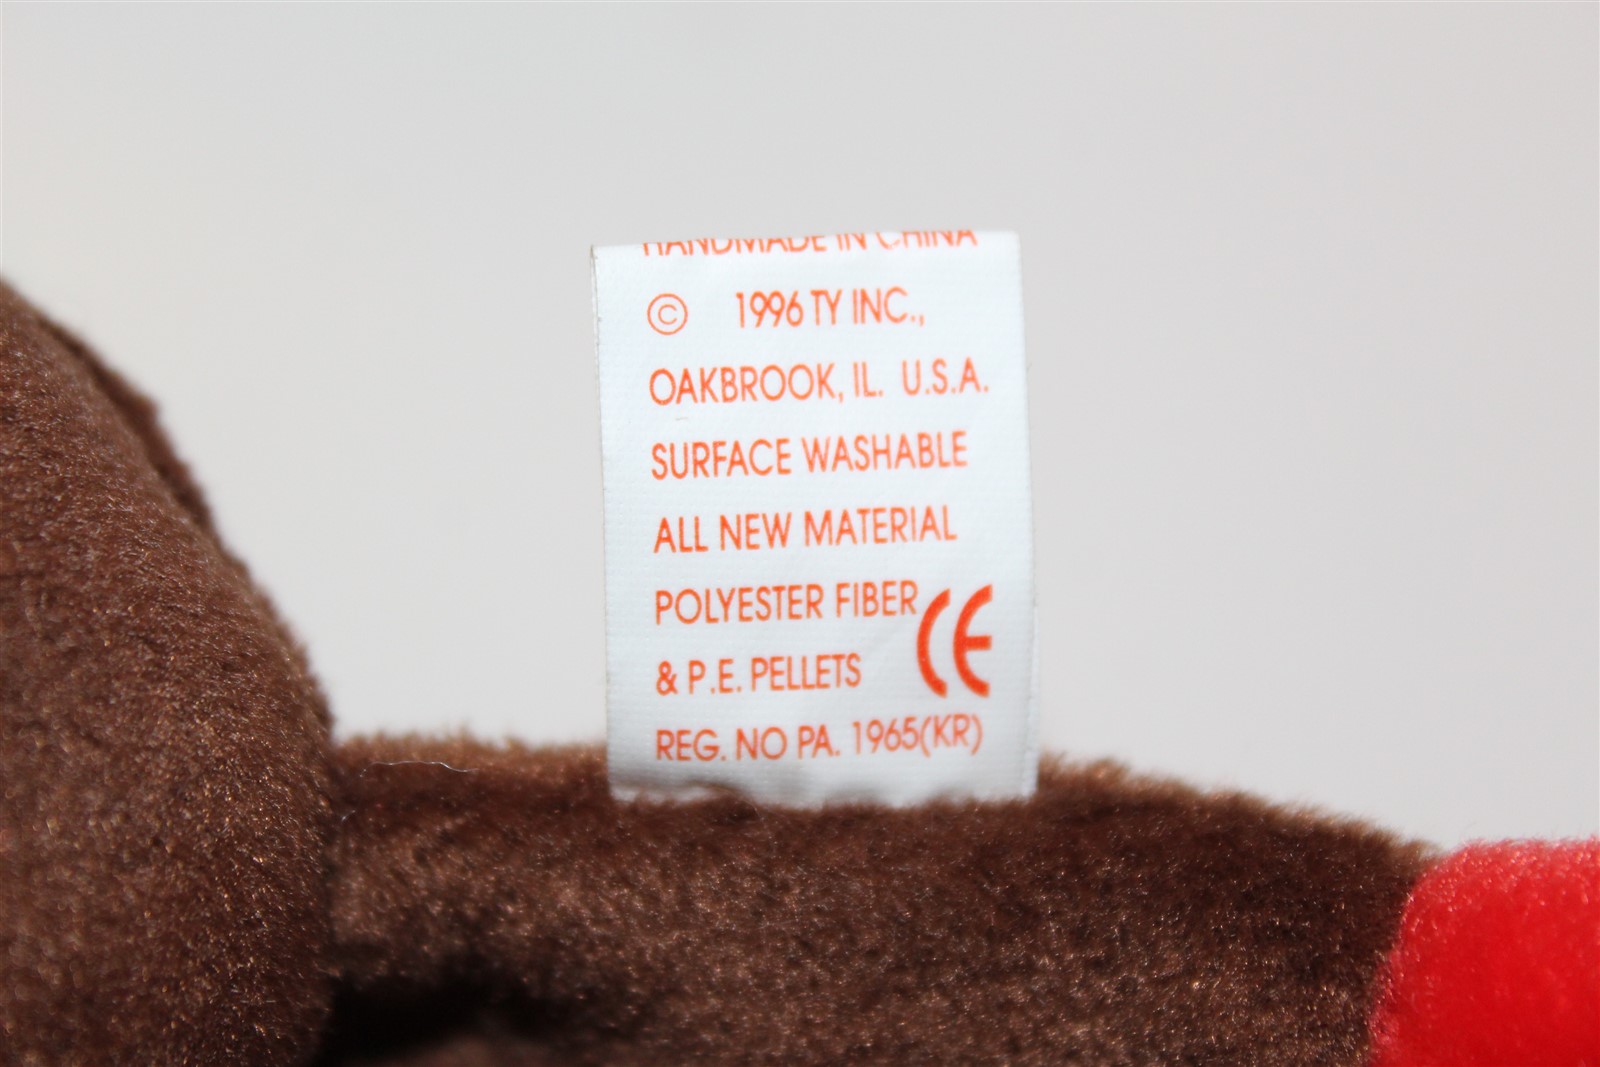 HANDMADE IN CHINA
© 1996 TY INC.,
OAKBROOK, IL. U.S.A.
SURFACE WASHABLE
ALL NEW MATERIAL
POLYESTER FIBER
& P.E. PELLETS
CE
REG. NO PA. 1965(KR)